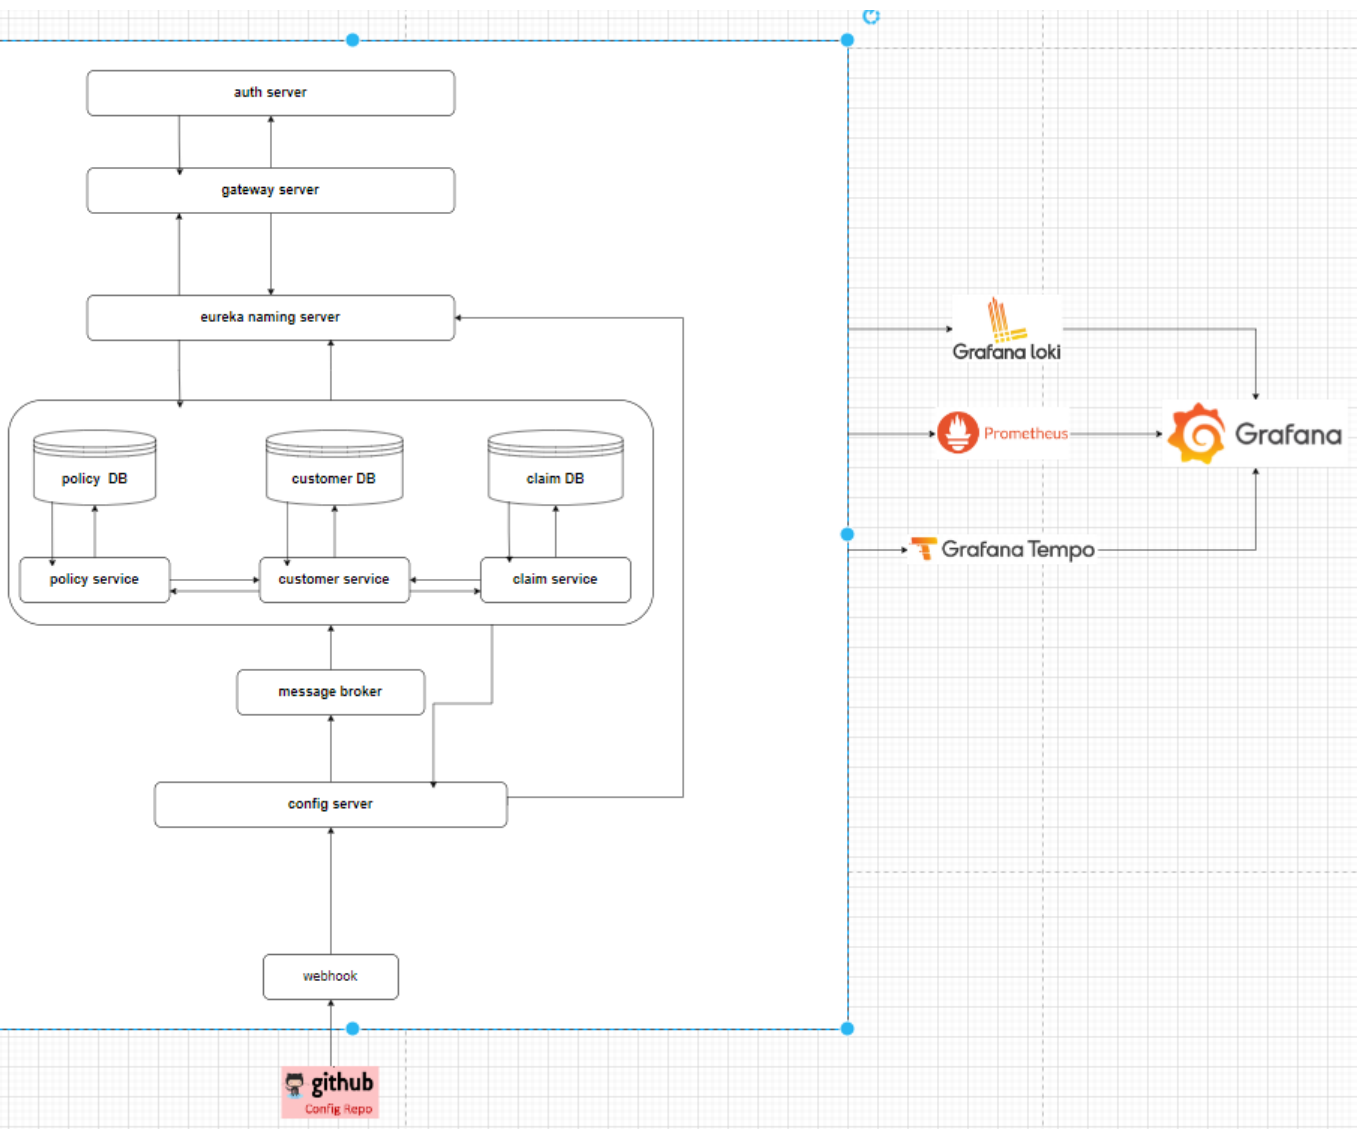 auth server
gateway server
eureka naming server
policy DB
customer DB
claim DB
policy service
customer service
claim service
message broker
config server
webhook
github
Config Repo
Grafana loki
Prometheus
Grafana
Grafana Tempo